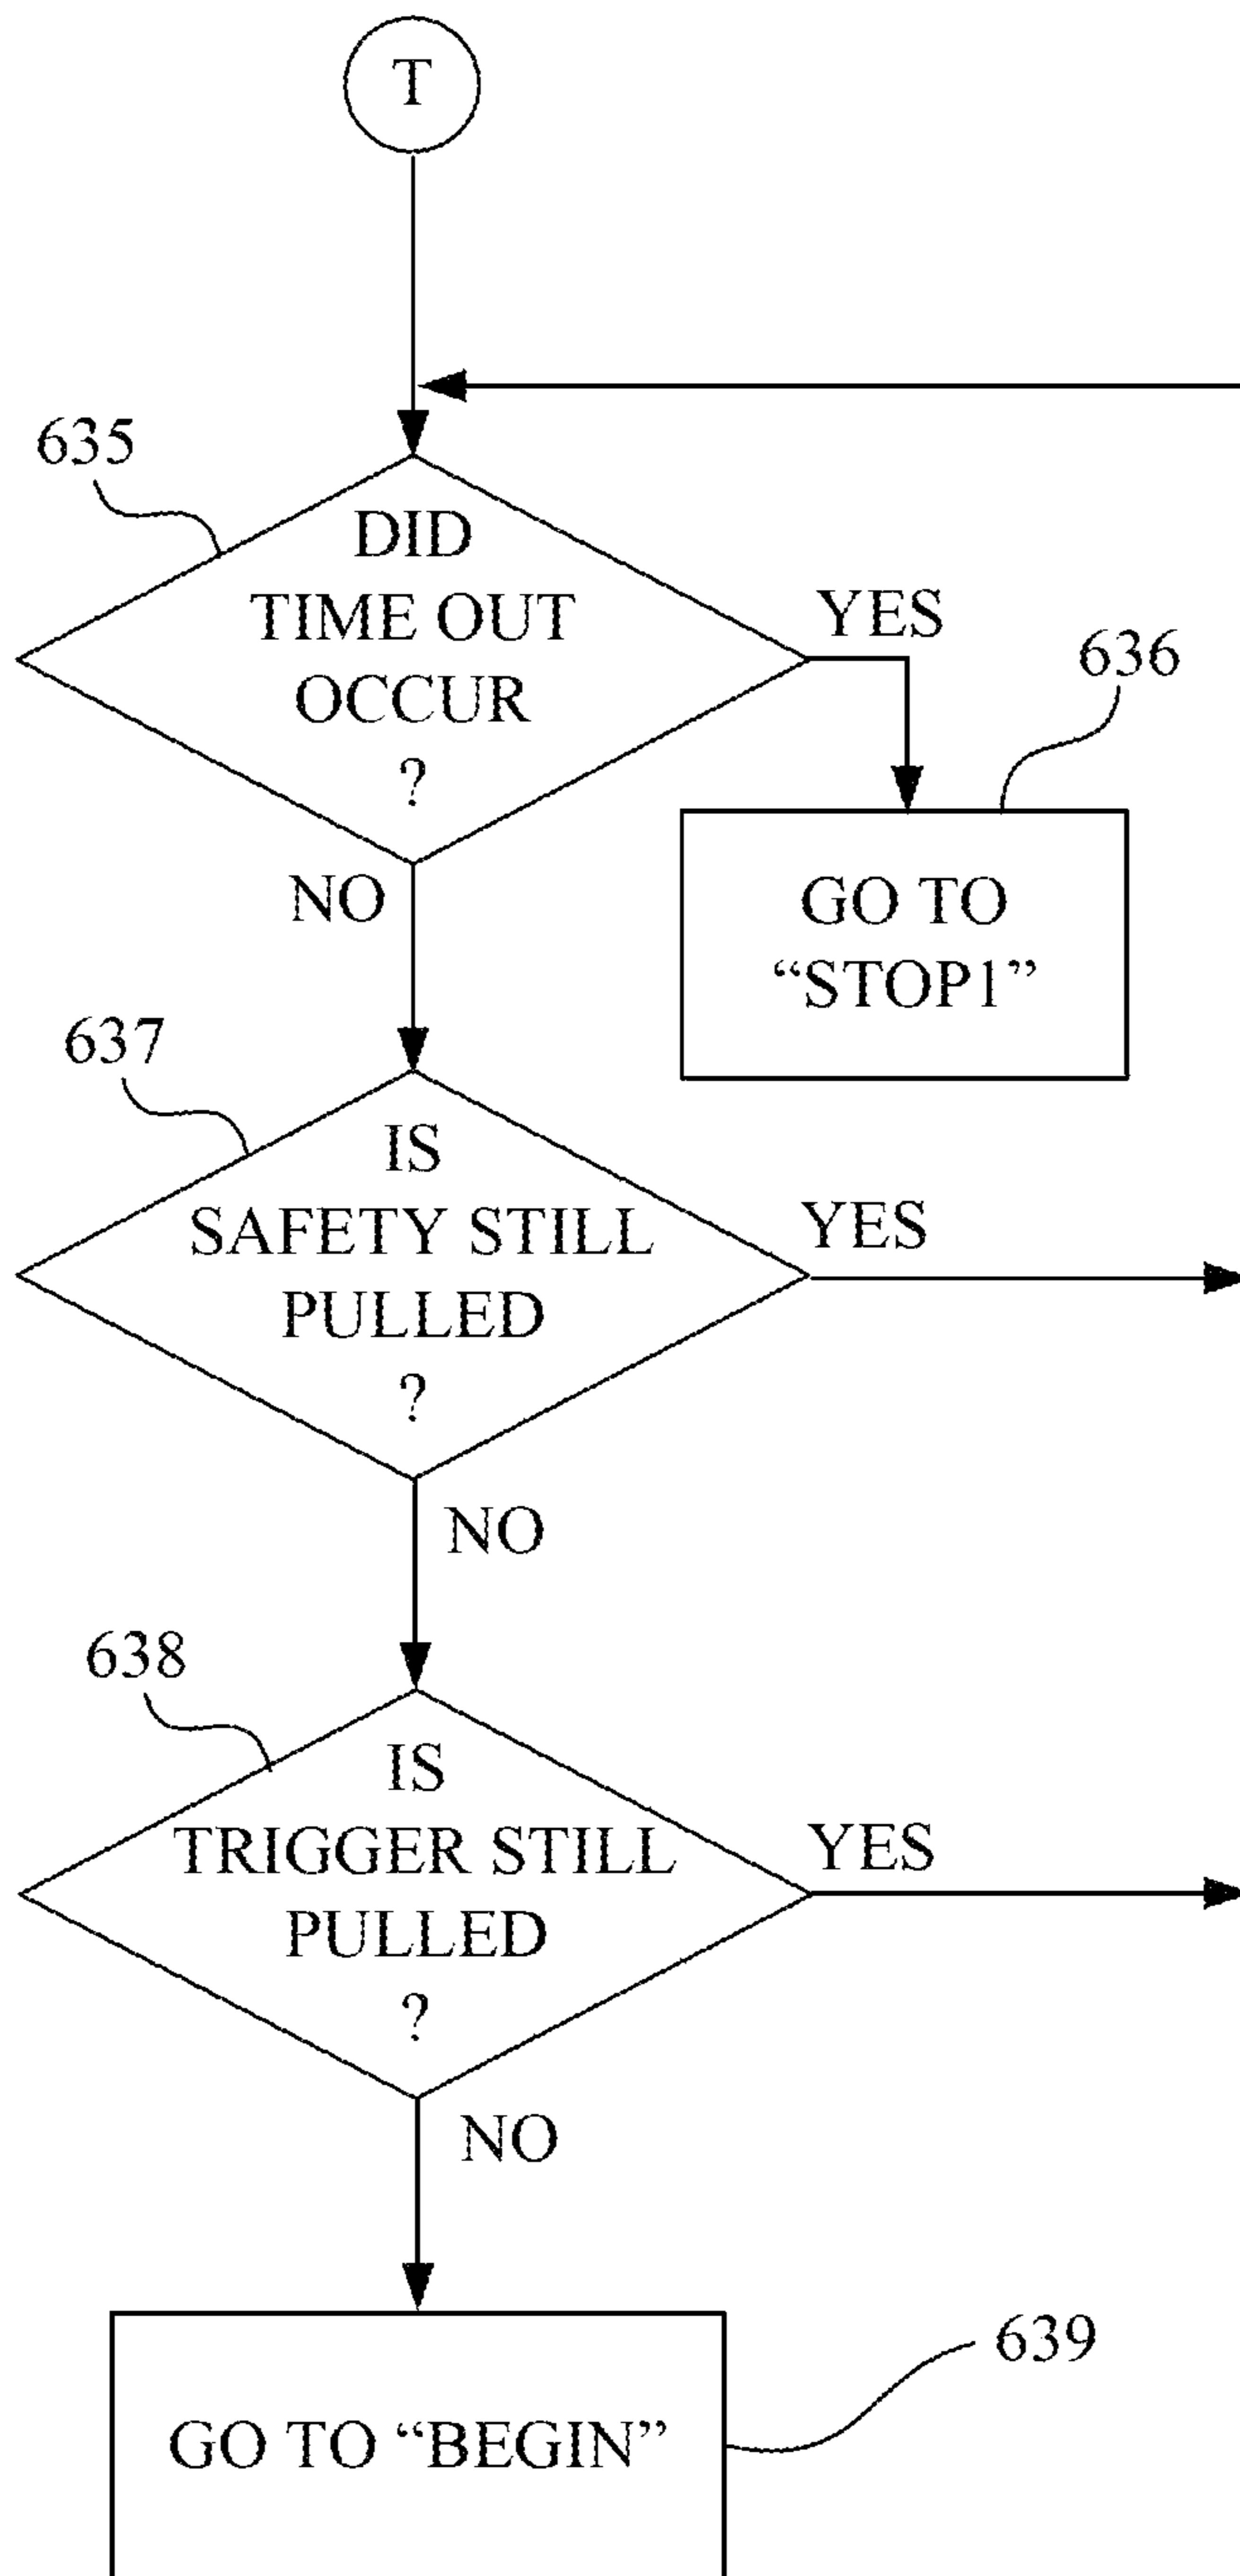 T
635
DID
TIME OUT
OCCUR
?
YES
636
GO TO
“STOP1”
NO
637
IS
SAFETY STILL
PULLED
?
YES
NO
638
IS
TRIGGER STILL
PULLED
?
YES
NO
639
GO TO “BEGIN”